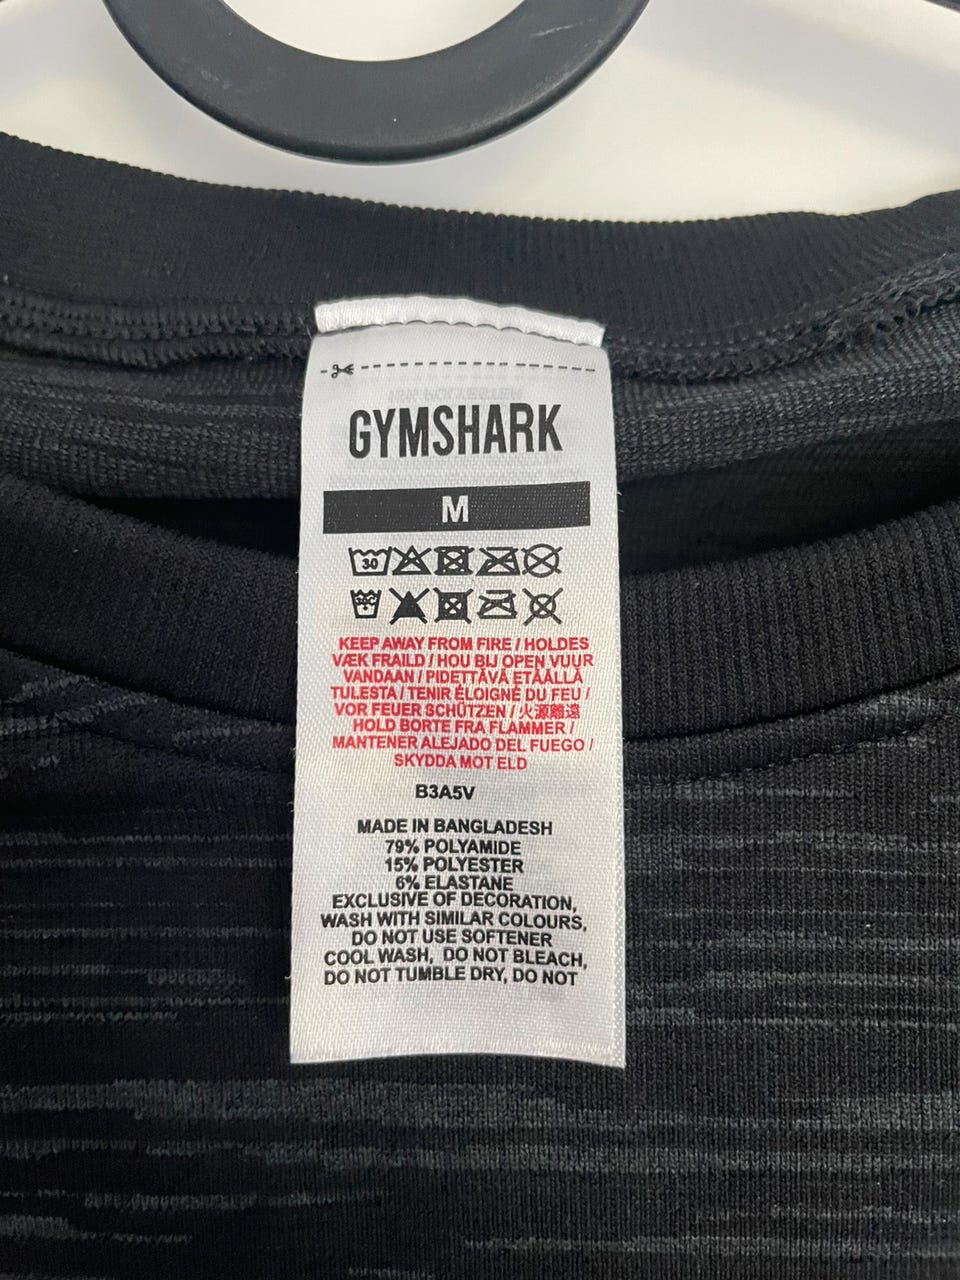 GYMSHARK
M
30
KEEP AWAY FROM FIRE / HOLDES
VÆK FRAILD / HOU BIJ OPEN VUUR
VANDAAN / PIDETTÄVÄ ETÄÄLLÄ
TULESTA / TENIR ÉLOIGNÉ DU FEU /
VOR FEUER SCHÜTZEN / 火源離遠
HOLD BORTE FRA FLAMMER /
MANTENER ALEJADO DEL FUEGO /
SKYDDA MOT ELD
B3A5V
MADE IN BANGLADESH
79% POLYAMIDE
15% POLYESTER
6% ELASTANE
EXCLUSIVE OF DECORATION,
WASH WITH SIMILAR COLOURS,
DO NOT USE SOFTENER
COOL WASH, DO NOT BLEACH,
DO NOT TUMBLE DRY, DO NOT